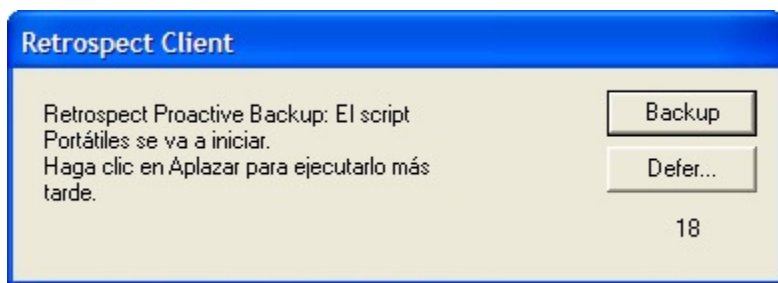 Retrospect Client
Retrospect Proactive Backup: El script
Portátiles se va a iniciar.
Haga clic en Aplazar para ejecutarlo más
tarde.
Backup
Defer...
18